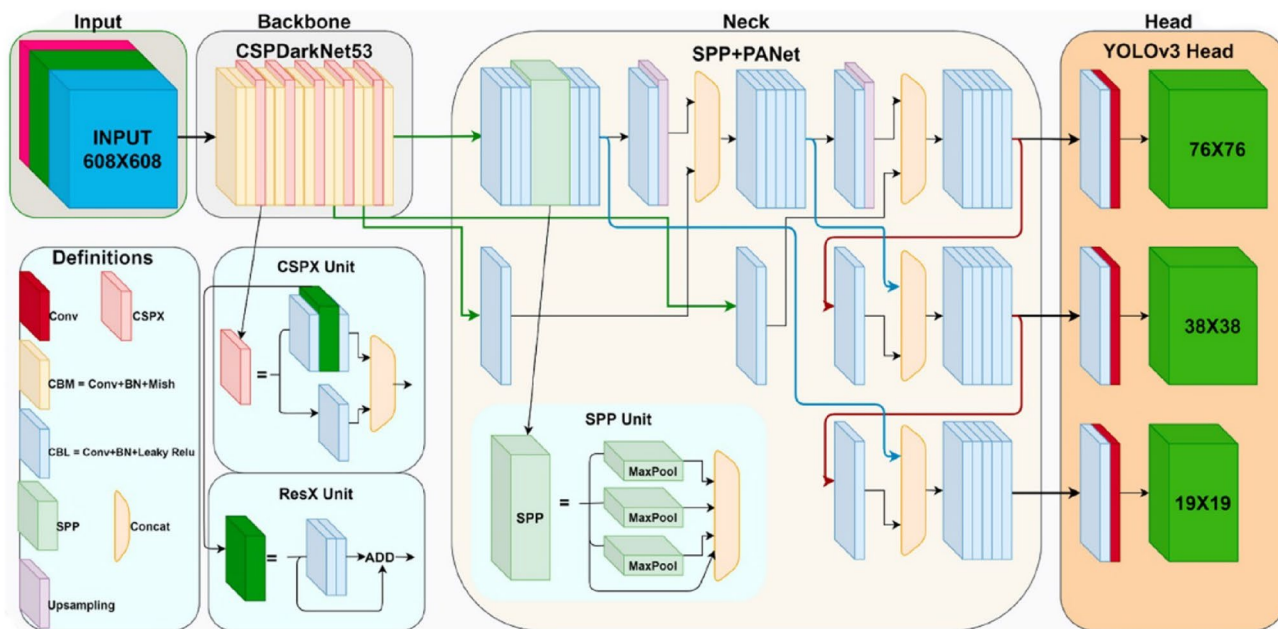 Input
Backbone
Neck
Head
CSPDarkNet53
SPP+PANet
YOLOv3 Head
INPUT
608X608
76X76
Definitions
Conv
CSPX
CBM = Conv+BN+Mish
CBL = Conv+BN+Leaky Relu
SPP
Concat
Upsampling
CSPX Unit
=
ResX Unit
=
ADD
SPP Unit
SPP
=
MaxPool
MaxPool
MaxPool
38X38
19X19